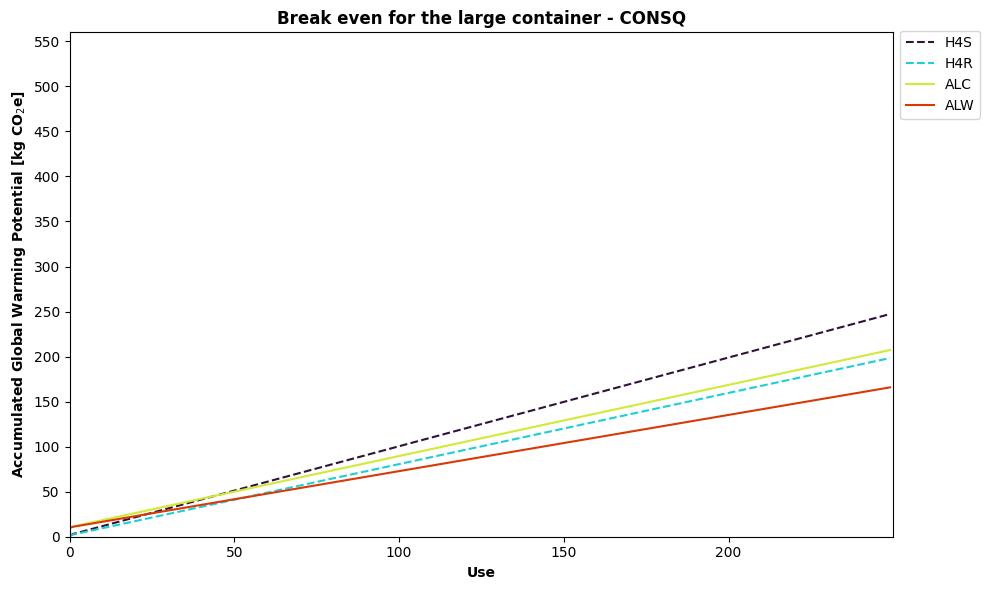 Break even for the large container - CONSQ
H4S
H4R
ALC
ALW
Accumulated Global Warming Potential [kg CO₂e]
550
500
450
400
350
300
250
200
150
100
50
0
0 50 100 150 200
Use